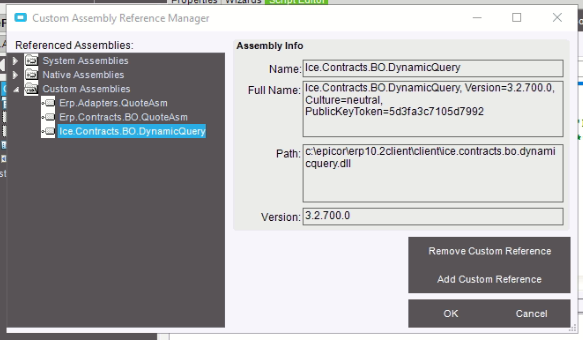 Properties Wizards Script Editor
Custom Assembly Reference Manager
Referenced Assemblies:
System Assemblies
Native Assemblies
Custom Assemblies
Erp.Adapters.QuoteAsm
Erp.Contracts.BO.QuoteAsm
Ice.Contracts.BO.DynamicQuery
Assembly Info
Name: Ice.Contracts.BO.DynamicQuery
Full Name: Ice.Contracts.BO.DynamicQuery, Version=3.2.700.0,
Culture=neutral,
PublicKeyToken=5d3fa3c7105d7992
Path: c:\epicor\erp10.2client\client\ice.contracts.bo.dynami
cquery.dll
Version: 3.2.700.0
Remove Custom Reference
Add Custom Reference
OK Cancel